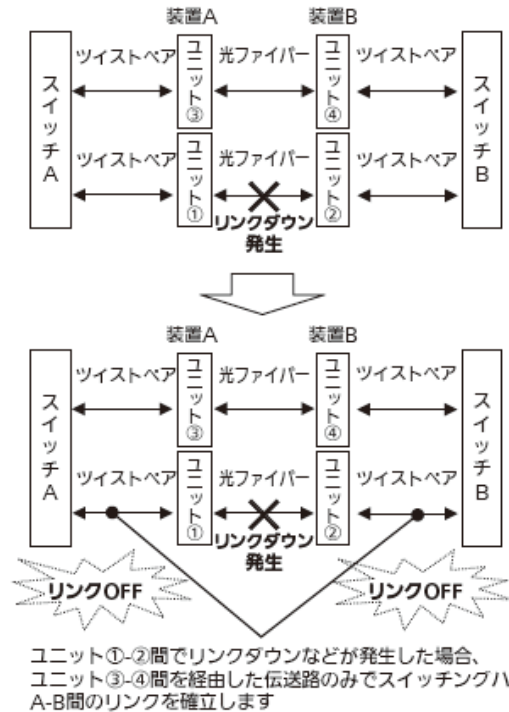 装置A 装置B
スイッチA
ツイストペア
ユニット③
光ファイバー
ユニット④
ツイストペア
スイッチB
ツイストペア
ユニット①
光ファイバー
ユニット②
ツイストペア
リンクダウン
発生
装置A 装置B
スイッチA
ツイストペア
ユニット③
光ファイバー
ユニット④
ツイストペア
スイッチB
ツイストペア
ユニット①
光ファイバー
ユニット②
ツイストペア
リンクダウン
発生
リンクOFF
リンクOFF
ユニット①-②間でリンクダウンなどが発生した場合、
ユニット③-④間を経由した伝送路のみでスイッチングハ
A-B間のリンクを確立します